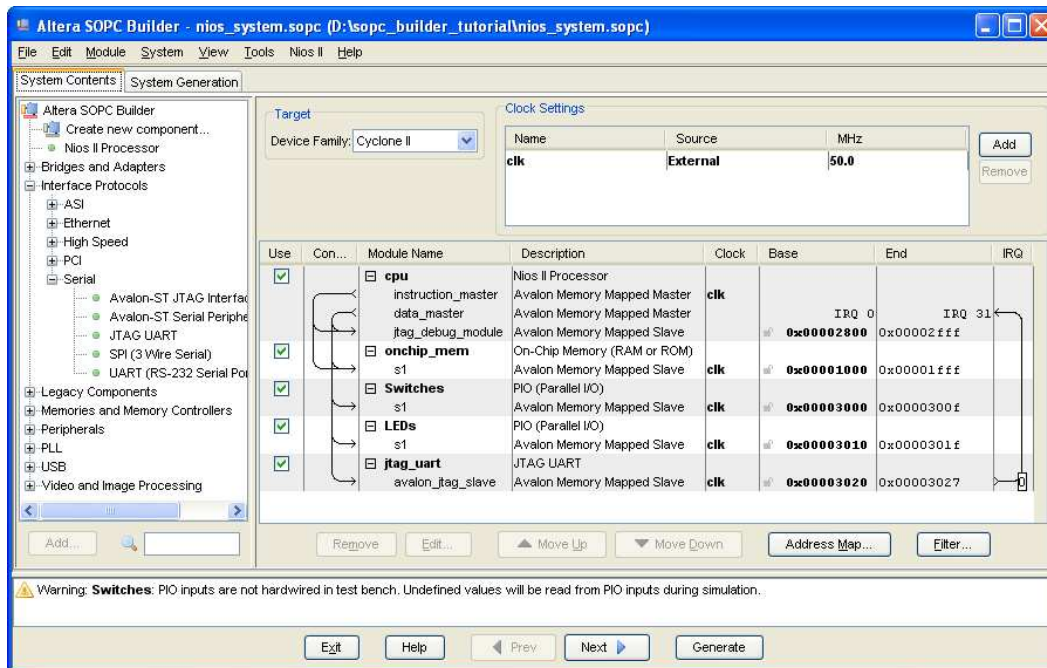 Altera SOPC Builder - nios_system.sopc (D:\sopc_builder_tutorial\nios_system.sopc)
File Edit Module System View Tools Nios II Help
System Contents System Generation
Altera SOPC Builder
Create new component...
Nios II Processor
Bridges and Adapters
Interface Protocols
ASI
Ethernet
High Speed
PCI
Serial
Avalon-ST JTAG Interfac
Avalon-ST Serial Periphe
JTAG UART
SPI (3 Wire Serial)
UART (RS-232 Serial Por
Legacy Components
Memories and Memory Controllers
Peripherals
PLL
USB
Video and Image Processing
Add...
Target
Device Family: Cyclone II
Clock Settings
Name Source MHz
clk External 50.0
Add
Remove
Use Con... Module Name Description Clock Base End IRQ
cpu Nios II Processor
instruction_master Avalon Memory Mapped Master clk
data_master Avalon Memory Mapped Master IRQ 0 IRQ 31
jtag_debug_module Avalon Memory Mapped Slave 0x00002800 0x00002fff
onchip_mem On-Chip Memory (RAM or ROM)
s1 Avalon Memory Mapped Slave clk 0x00001000 0x00001fff
Switches PIO (Parallel I/O)
s1 Avalon Memory Mapped Slave clk 0x00003000 0x0000300f
LEDs PIO (Parallel I/O)
s1 Avalon Memory Mapped Slave clk 0x00003010 0x0000301f
jtag_uart JTAG UART
avalon_jtag_slave Avalon Memory Mapped Slave clk 0x00003020 0x00003027 0
Remove Edit... Move Up Move Down Address Map... Filter...
Warning: Switches: PIO inputs are not hardwired in test bench. Undefined values will be read from PIO inputs during simulation.
Exit Help Prev Next Generate